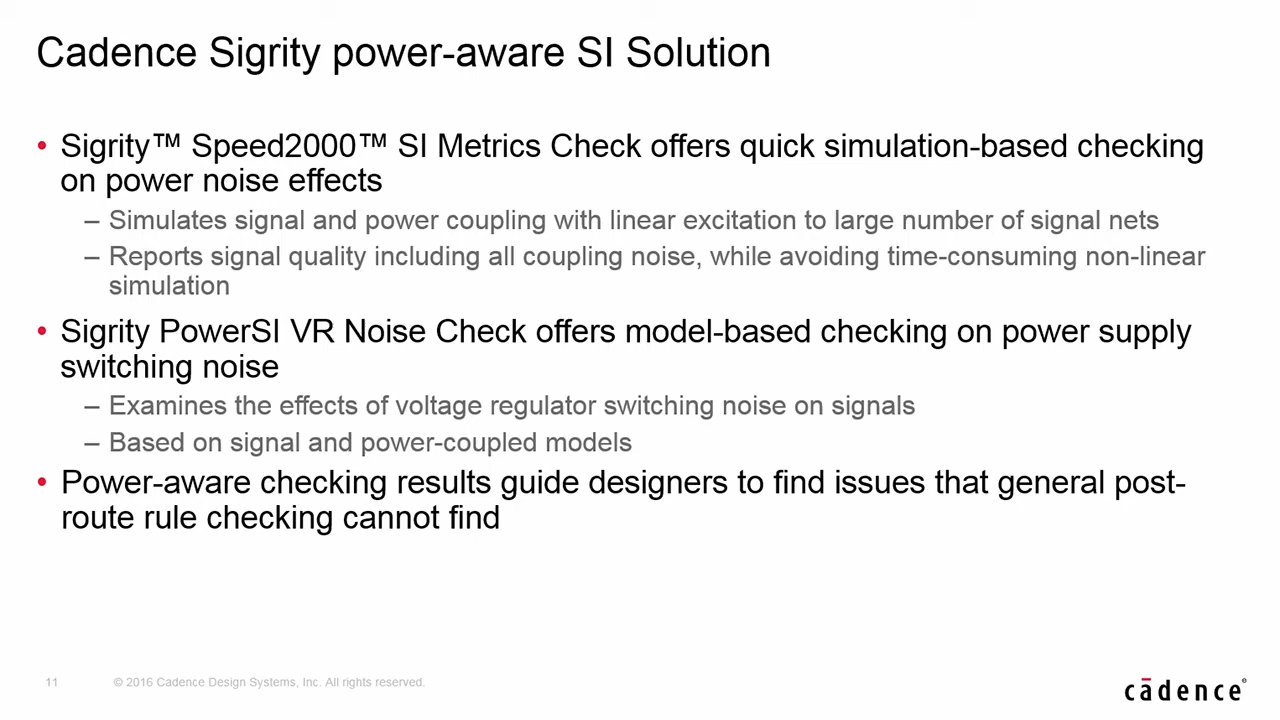 Cadence Sigrity power-aware SI Solution
• Sigrity™ Speed2000™ SI Metrics Check offers quick simulation-based checking
on power noise effects
– Simulates signal and power coupling with linear excitation to large number of signal nets
– Reports signal quality including all coupling noise, while avoiding time-consuming non-linear
simulation
• Sigrity PowerSI VR Noise Check offers model-based checking on power supply
switching noise
– Examines the effects of voltage regulator switching noise on signals
– Based on signal and power-coupled models
• Power-aware checking results guide designers to find issues that general post-
route rule checking cannot find
11 © 2016 Cadence Design Systems, Inc. All rights reserved.
cādence®